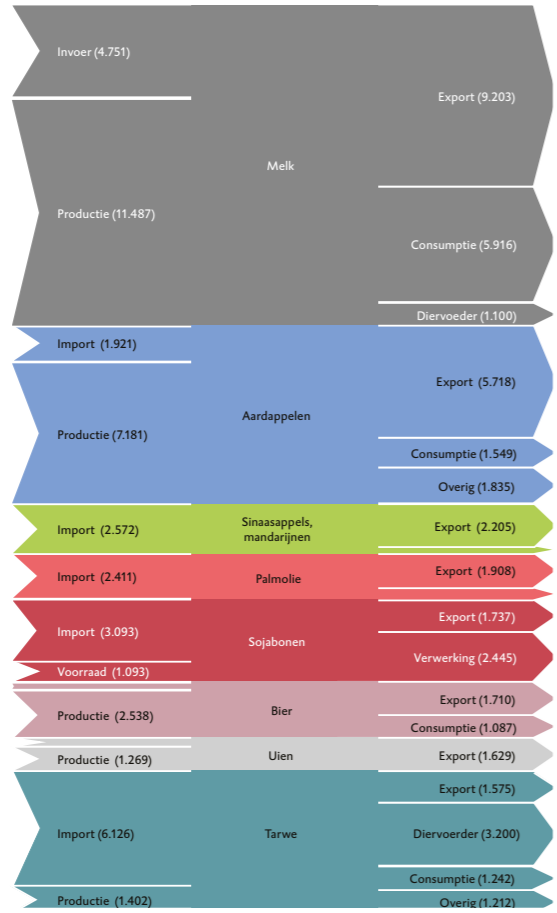 Invoer (4.751)
Export (9.203)
Melk
Productie (11.487)
Consumptie (5.916)
Diervoeder (1.100)
Import (1.921)
Export (5.718)
Aardappelen
Productie (7.181)
Consumptie (1.549)
Overig (1.835)
Import (2.572)
Sinaasappels,
mandarijnen
Export (2.205)
Import (2.411)
Palmolie
Export (1.908)
Import (3.093)
Export (1.737)
Sojabonen
Verwerking (2.445)
Voorraad (1.093)
Export (1.710)
Bier
Productie (2.538)
Consumptie (1.087)
Productie (1.269)
Uien
Export (1.629)
Export (1.575)
Import (6.126)
Tarwe
Diervoerder (3.200)
Consumptie (1.242)
Productie (1.402)
Overig (1.212)